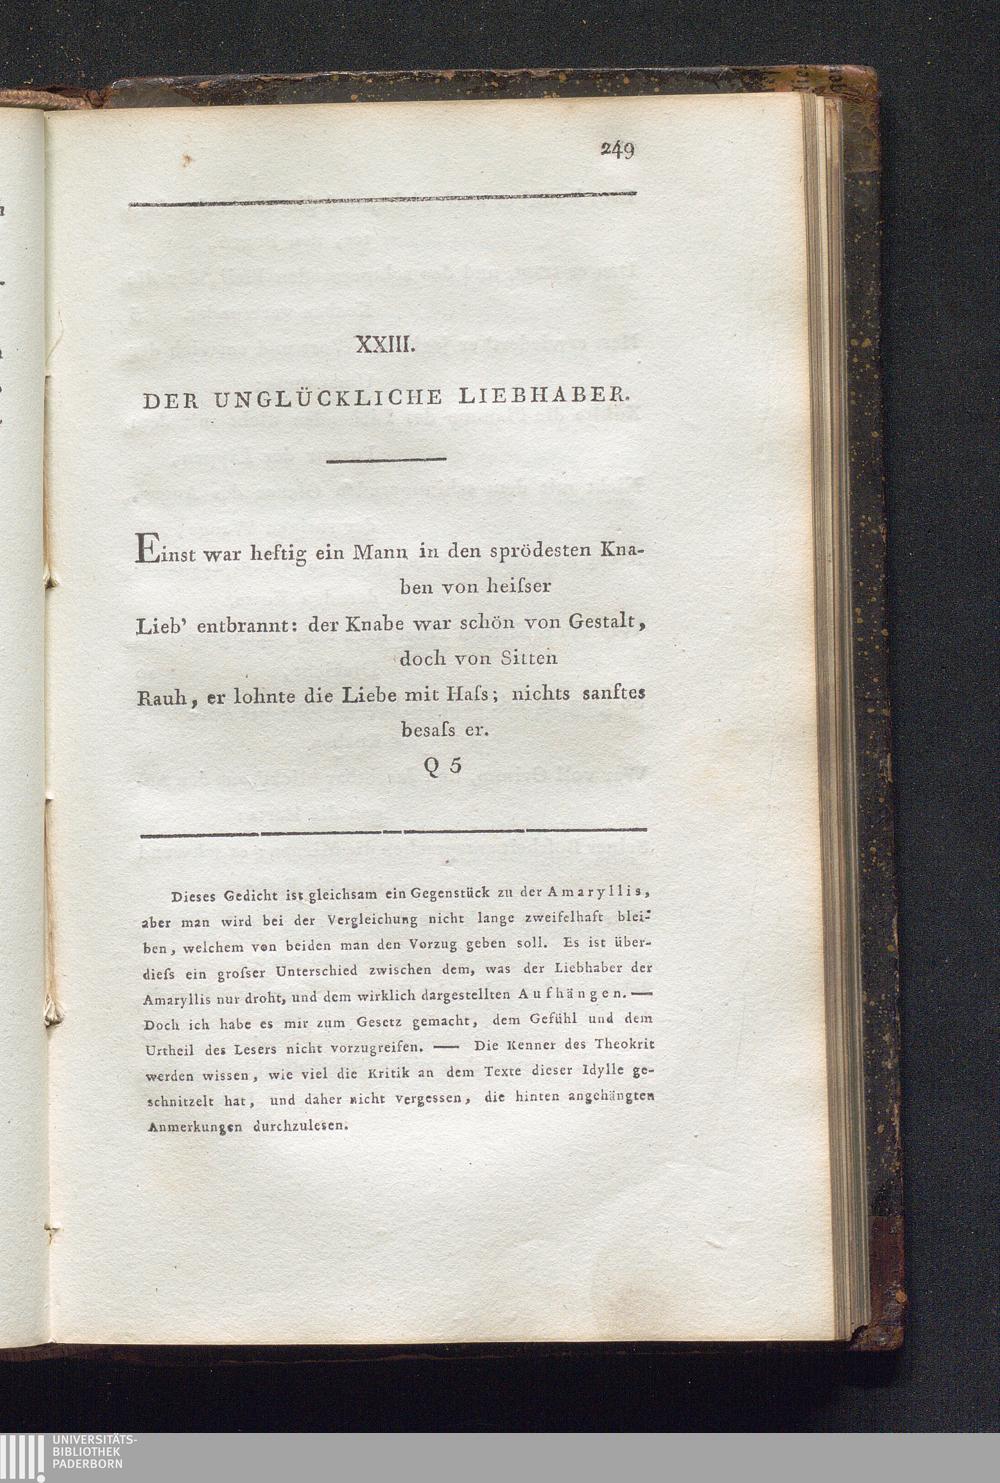 249
XXIII.
DER UNGLÜCKLICHE LIEBHABER.
Einst war heftig ein Mann in den sprödesten Kna-
ben von heiſser
Lieb' entbrannt: der Knabe war schön von Gestalt,
doch von Sitten
Rauh, er lohnte die Liebe mit Haſs; nichts sanftes
besaſs er.
Q 5
Dieses Gedicht ist gleichsam ein Gegenstück zu der Amaryllis,
aber man wird bei der Vergleichung nicht lange zweifelhaft blei-
ben, welchem von beiden man den Vorzug geben soll. Es ist über-
dieſs ein groſser Unterschied zwischen dem, was der Liebhaber der
Amaryllis nur droht, und dem wirklich dargestellten Aufhängen. —
Doch ich habe es mir zum Gesetz gemacht, dem Gefühl und dem
Urtheil des Lesers nicht vorzugreifen. — Die Kenner des Theokrit
werden wissen, wie viel die Kritik an dem Texte dieser Idylle ge-
schnitzelt hat, und daher nicht vergessen, die hinten angehängten
Anmerkungen durchzulesen.
UNIVERSITÄTS-
BIBLIOTHEK
PADERBORN